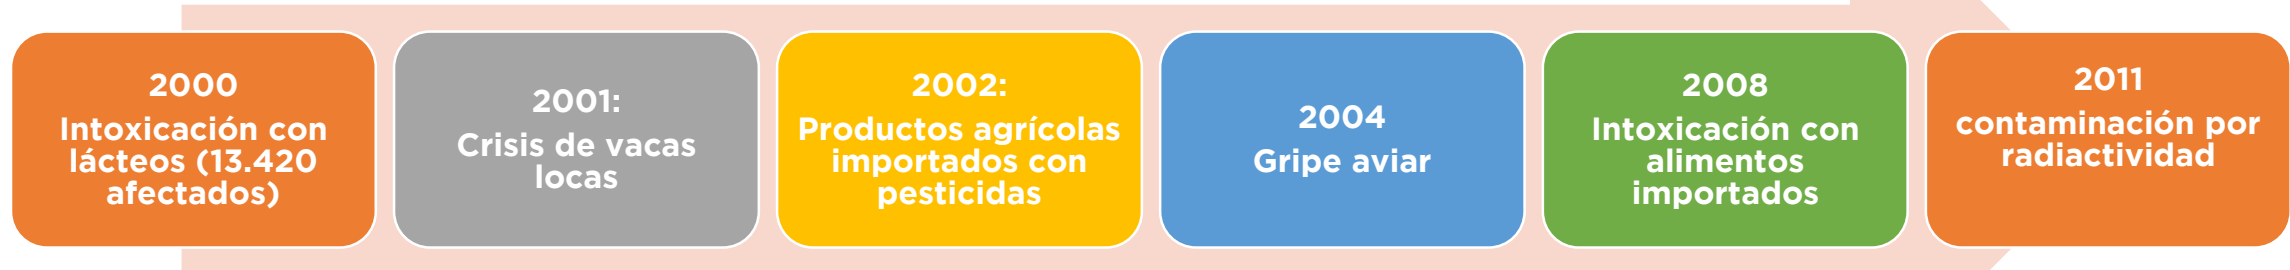 2000
Intoxicación con
lácteos (13.420
afectados)
2001:
Crisis de vacas
locas
2002:
Productos agrícolas
importados con
pesticidas
2004
Gripe aviar
2008
Intoxicación con
alimentos
importados
2011
contaminación por
radiactividad